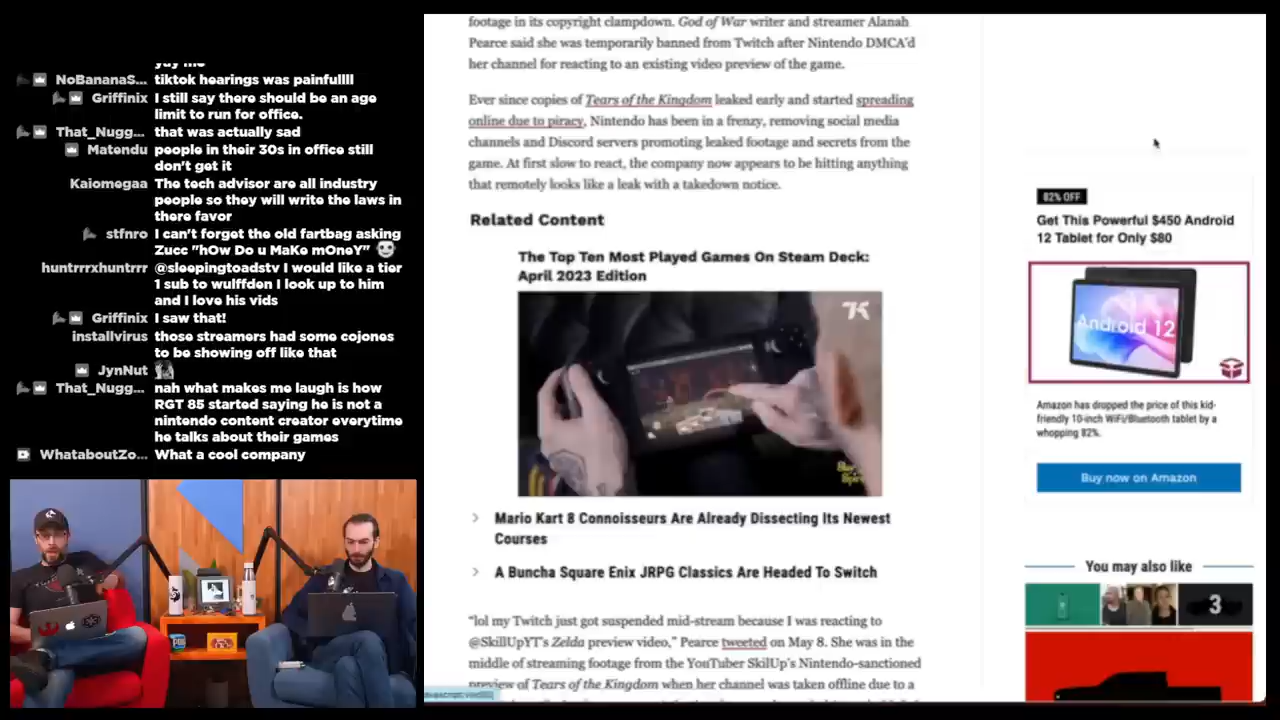 NoBananaS... tiktok hearings was painfullll
Griffinix I still say there should be an age
limit to run for office.
That_Nugg... that was actually sad
Matendu people in their 30s in office still
don't get it
Kaiomegaa The tech advisor are all industry
people so they will write the laws in
there favor
stfnro I can't forget the old fartbag asking
Zucc "hOw Do u MaKe mOneY"
huntrrrxhuntrrr @sleepingtoadstv I would like a tier
1 sub to wulffden I look up to him
and I love his vids
Griffinix I saw that!
installvirus those streamers had some cojones
to be showing off like that
JynNut
That_Nugg... nah what makes me laugh is how
RGT 85 started saying he is not a
nintendo content creator everytime
he talks about their games
WhataboutZo... What a cool company
footage in its copyright clampdown. God of War writer and streamer Alanah
Pearce said she was temporarily banned from Twitch after Nintendo DMCA'd
her channel for reacting to an existing video preview of the game.
Ever since copies of Tears of the Kingdom leaked early and started spreading
online due to piracy, Nintendo has been in a frenzy, removing social media
channels and Discord servers promoting leaked footage and secrets from the
game. At first slow to react, the company now appears to be hitting anything
that remotely looks like a leak with a takedown notice.
Related Content
The Top Ten Most Played Games On Steam Deck:
April 2023 Edition
Mario Kart 8 Connoisseurs Are Already Dissecting Its Newest
Courses
A Buncha Square Enix JRPG Classics Are Headed To Switch
"lol my Twitch just got suspended mid-stream because I was reacting to
@SkillUpYT's Zelda preview video," Pearce tweeted on May 8. She was in the
middle of streaming footage from the YouTuber SkilUp's Nintendo-sanctioned
preview of Tears of the Kingdom when her channel was taken offline due to a
82% OFF
Get This Powerful $450 Android
12 Tablet for Only $80
Android 12
Amazon has dropped the price of this kid-
friendly 10-inch WiFi/Bluetooth tablet by a
whopping 82%.
Buy now on Amazon
You may also like
3